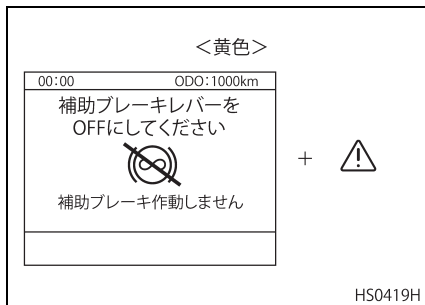 ＜黄色＞
00:00 ODO:1000km
補助ブレーキレバーを
OFFにしてください
補助ブレーキ作動しません
+
HS0419H